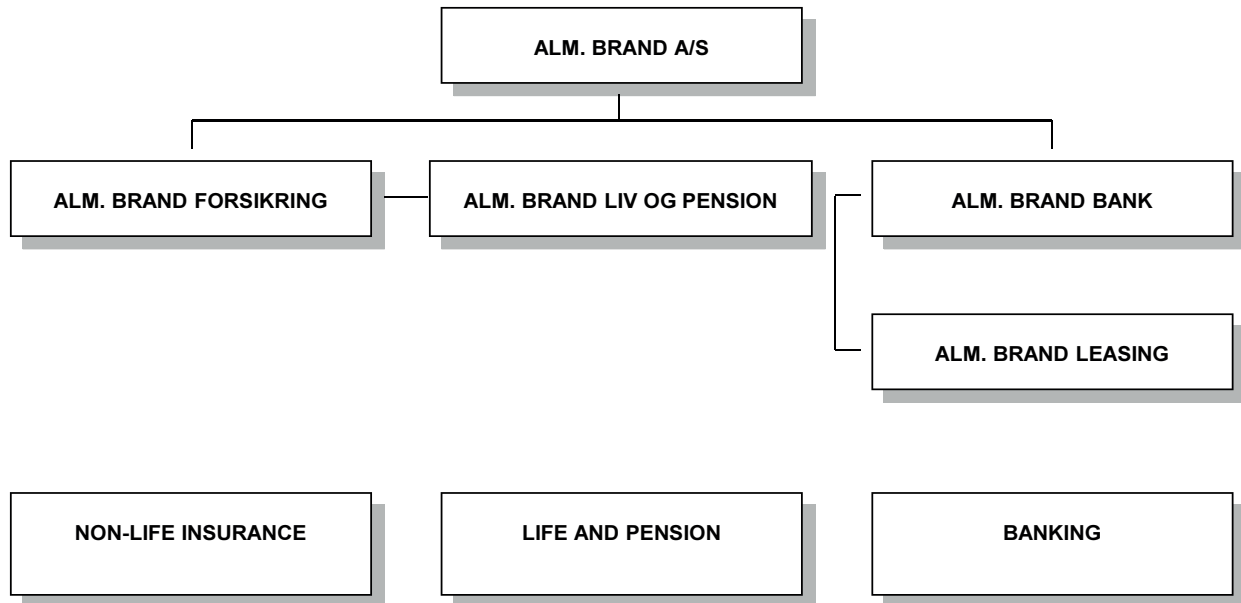 ALM. BRAND A/S
ALM. BRAND FORSIKRING
ALM. BRAND LIV OG PENSION
ALM. BRAND BANK
ALM. BRAND LEASING
NON-LIFE INSURANCE
LIFE AND PENSION
BANKING